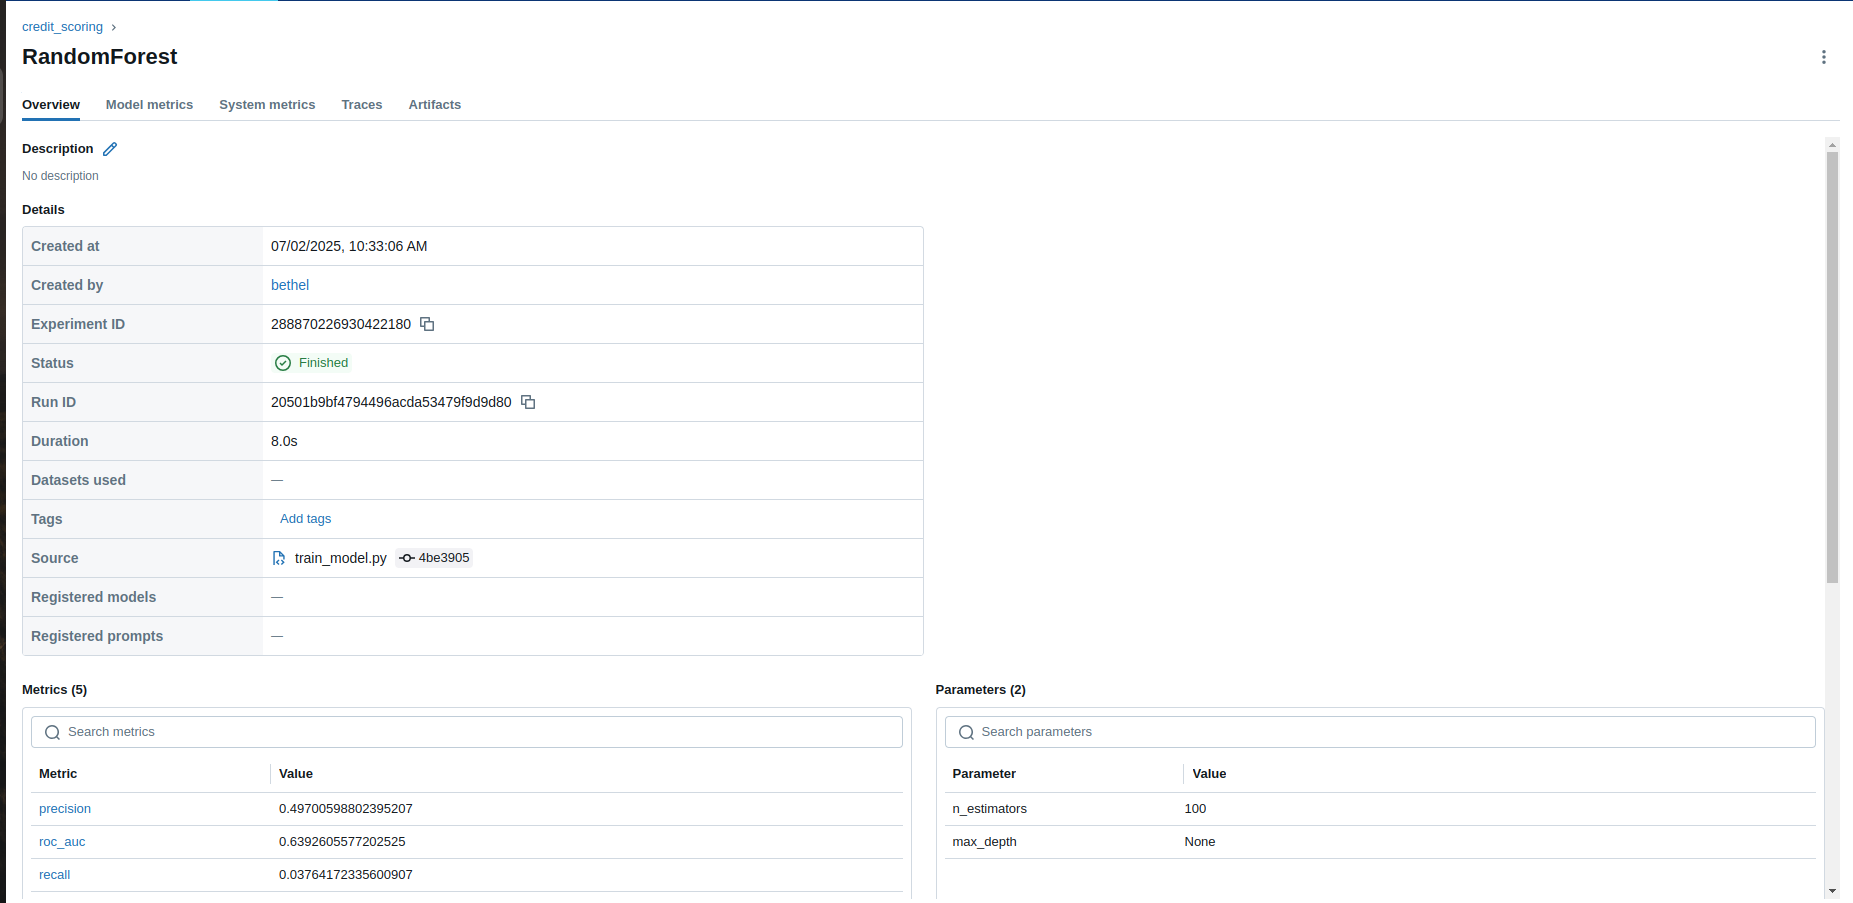 credit_scoring
RandomForest
Overview Model metrics System metrics Traces Artifacts
Description
No description
Details
Created at 07/02/2025, 10:33:06 AM
Created by bethel
Experiment ID 288870226930422180
Status Finished
Run ID 20501b9bf4794496acda53479f9d9d80
Duration 8.0s
Datasets used —
Tags Add tags
Source train_model.py 4be3905
Registered models —
Registered prompts —
Metrics (5) Parameters (2)
Search metrics Search parameters
Metric Value Parameter Value
precision 0.49700598802395207 n_estimators 100
roc_auc 0.6392605577202525 max_depth None
recall 0.03764172335600907